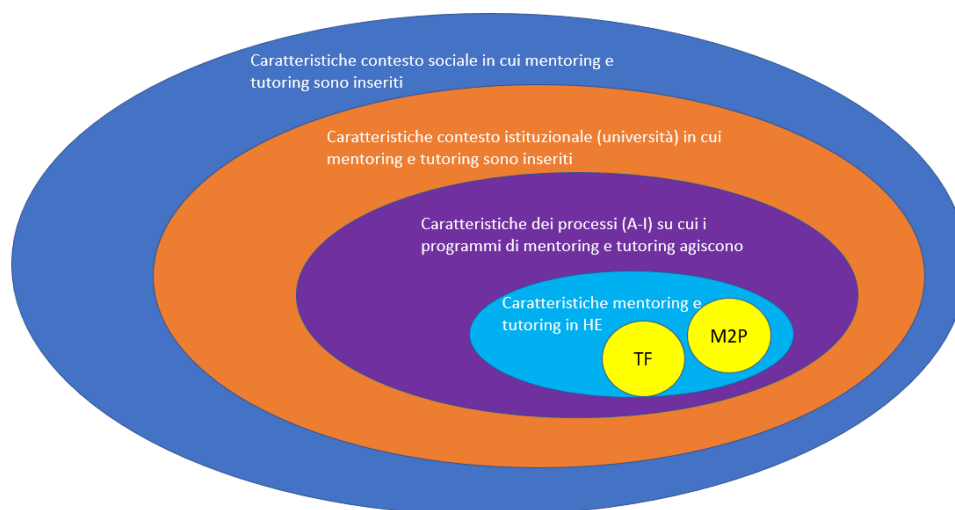 Caratteristiche contesto sociale in cui mentoring e
tutoring sono inseriti
Caratteristiche contesto istituzionale (università) in cui
mentoring e tutoring sono inseriti
Caratteristiche dei processi (A-I) su cui i
programmi di mentoring e tutoring agiscono
Caratteristiche mentoring e
tutoring in HE
M2P
TF